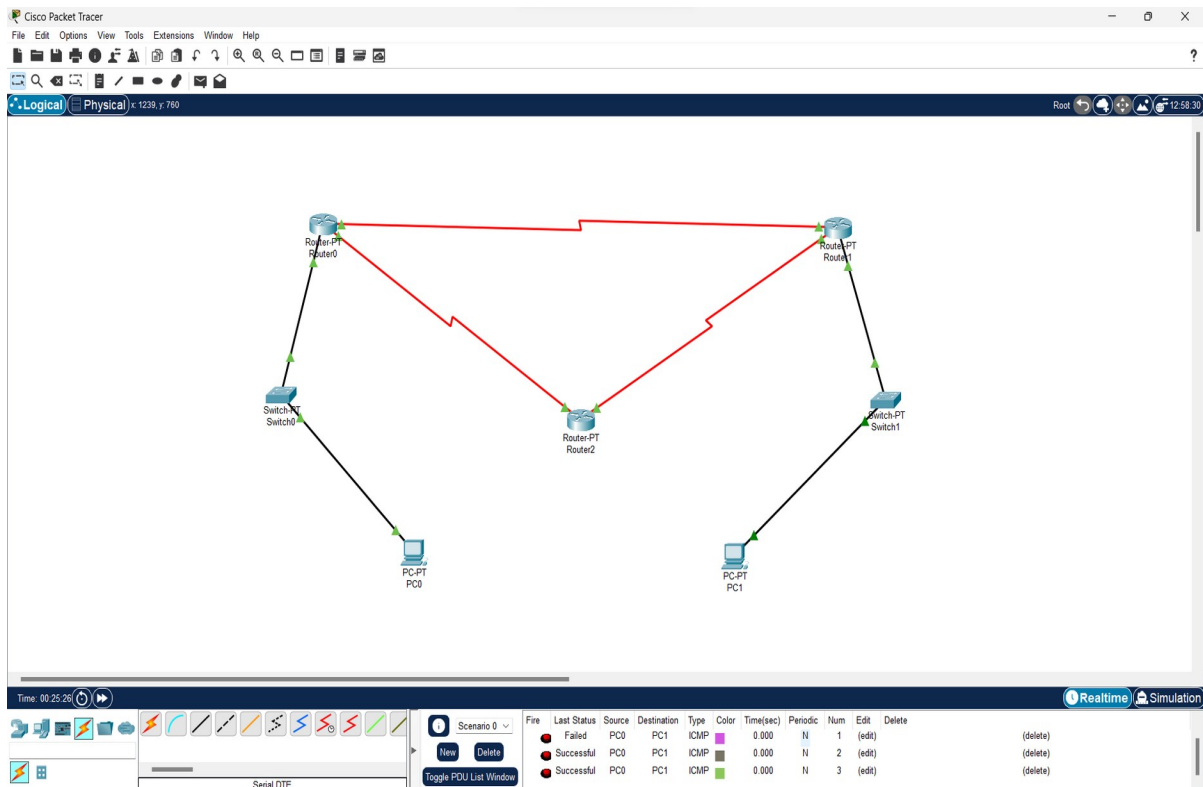 Cisco Packet Tracer
File Edit Options View Tools Extensions Window Help
?
Logical Physical x: 1239, y: 760 Root 12:58:30
Router-PT
Router0
Router-PT
Router1
Switch-PT
Switch0
Switch-PT
Switch1
Router-PT
Router2
PC-PT
PC0
PC-PT
PC1
Time: 00:25:26 Realtime Simulation
Scenario 0
New Delete
Toggle PDU List Window
Fire Last Status Source Destination Type Color Time(sec) Periodic Num Edit Delete
Failed PC0 PC1 ICMP 0.000 N 1 (edit) (delete)
Successful PC0 PC1 ICMP 0.000 N 2 (edit) (delete)
Successful PC0 PC1 ICMP 0.000 N 3 (edit) (delete)
Serial DTE